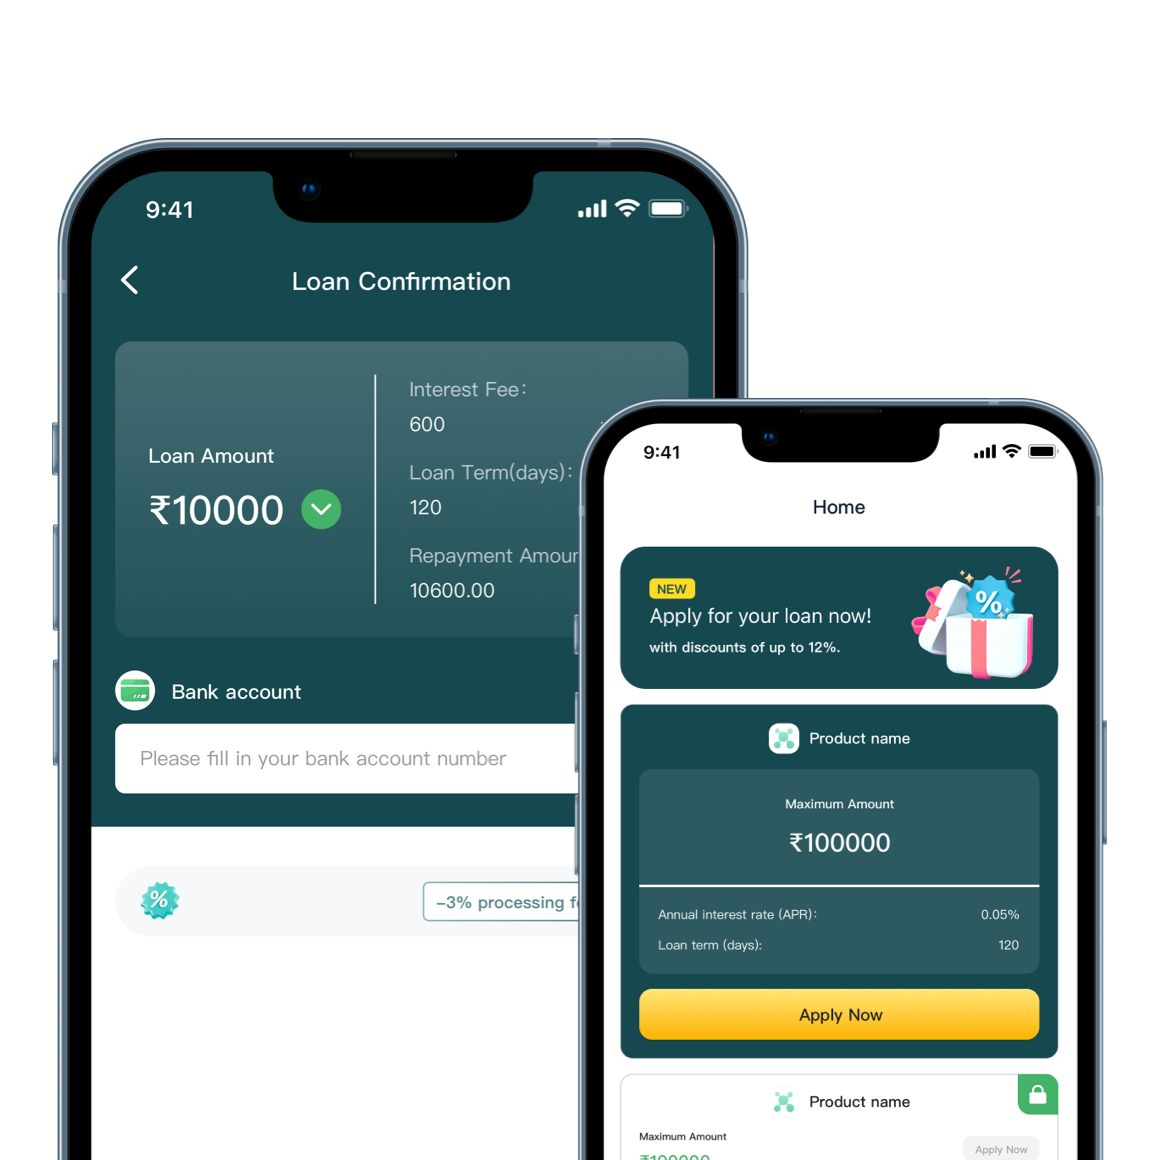 9:41
Loan Confirmation
Loan Amount
₹10000
Interest Fee:
600
Loan Term(days):
120
Repayment
10600.00
Bank account
Please fill in your bank account number
-3% processing
9:41
Home
NEW
Apply for your loan now!
with discounts of up to 12%.
%
Product name
Maximum Amount
₹100000
Annual interest rate (APR): 0.05%
Loan term (days): 120
Apply Now
Product name
Maximum Amount
Apply Now
₹100000